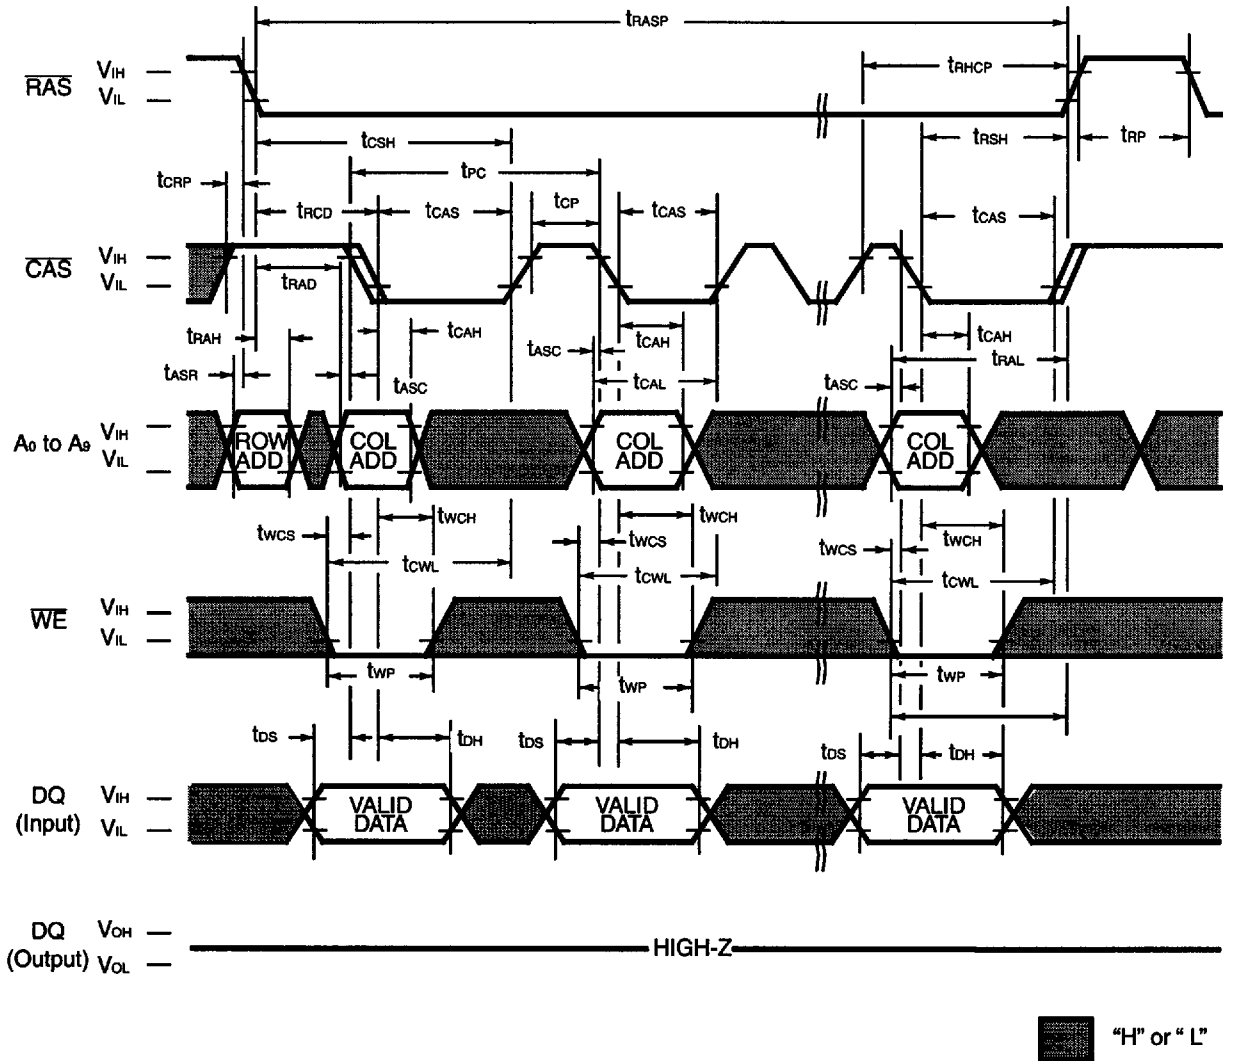 tRASP
RAS VIH VIL
tRHCP
tCSH tRSH tRP
tCRP tPC
tRCD tCAS tCP tCAS tCAS
CAS VIH VIL
tRAD
tRAH tCAH tASC tCAH tCAH
tRAL
tASR tASC tCAL tASC
A0 to A9 VIH VIL
ROW ADD
COL ADD
COL ADD
COL ADD
tWCH tWCH tWCH
tWCS tWCS tWCS
tCWL tCWL tCWL
WE VIH VIL
tWP tWP tWP
tDS tDH tDS tDH tDS tDH
DQ (Input) VIH VIL
VALID DATA
VALID DATA
VALID DATA
DQ (Output) VOH VOL
HIGH-Z
“H” or “ L”